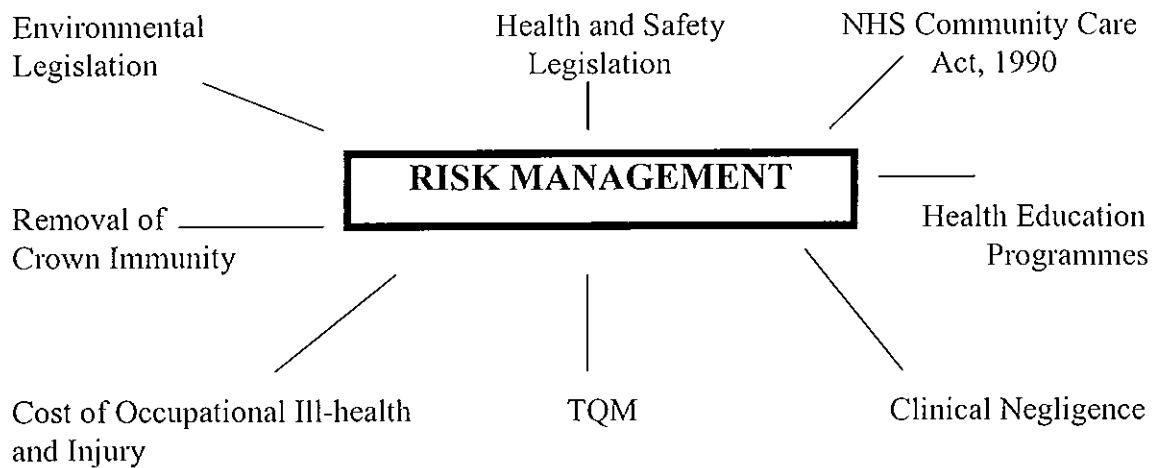 Environmental
Legislation
Health and Safety
Legislation
NHS Community Care
Act, 1990
RISK MANAGEMENT
Removal of
Crown Immunity
Health Education
Programmes
Cost of Occupational Ill-health
and Injury
TQM
Clinical Negligence